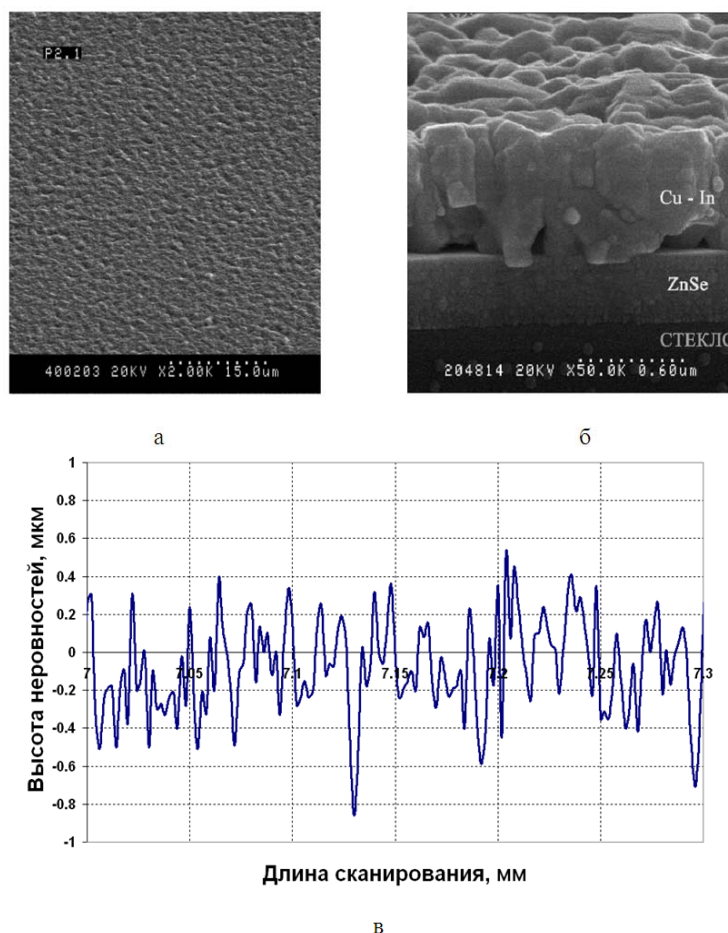 P2.1
400203 20KV X2.00K 15.0um
Cu - In
ZnSe
СТЕКЛО
204814 20KV X50.0K 0.60um
а
б
Высота неровностей, мкм
1
0.8
0.6
0.4
0.2
0
-0.2
-0.4
-0.6
-0.8
-1
7
7.05
7.1
7.15
7.2
7.25
7.3
Длина сканирования, мм
в